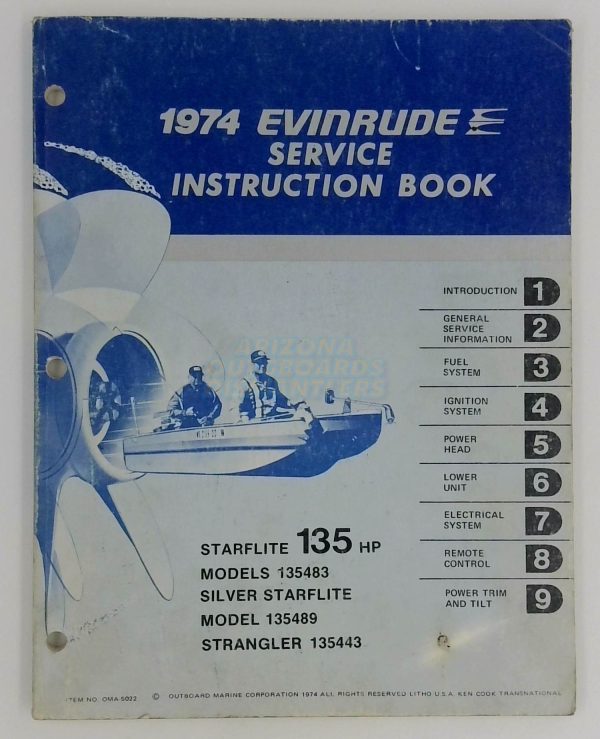 1974 EVINRUDE
SERVICE
INSTRUCTION BOOK
INTRODUCTION 1
GENERAL
SERVICE
INFORMATION 2
FUEL
SYSTEM 3
IGNITION
SYSTEM 4
POWER
HEAD 5
LOWER
UNIT 6
ELECTRICAL
SYSTEM 7
REMOTE
CONTROL 8
POWER TRIM
AND TILT 9
ARIZONA
OUTBOARDS
DISMANTLERS
STARFLITE 135 HP
MODELS 135483
SILVER STARFLITE
MODEL 135489
STRANGLER 135443
ITEM NO. OMA-5022 © OUTBOARD MARINE CORPORATION 1974 ALL RIGHTS RESERVED LITHO U.S.A. KEN COOK TRANSNATIONAL